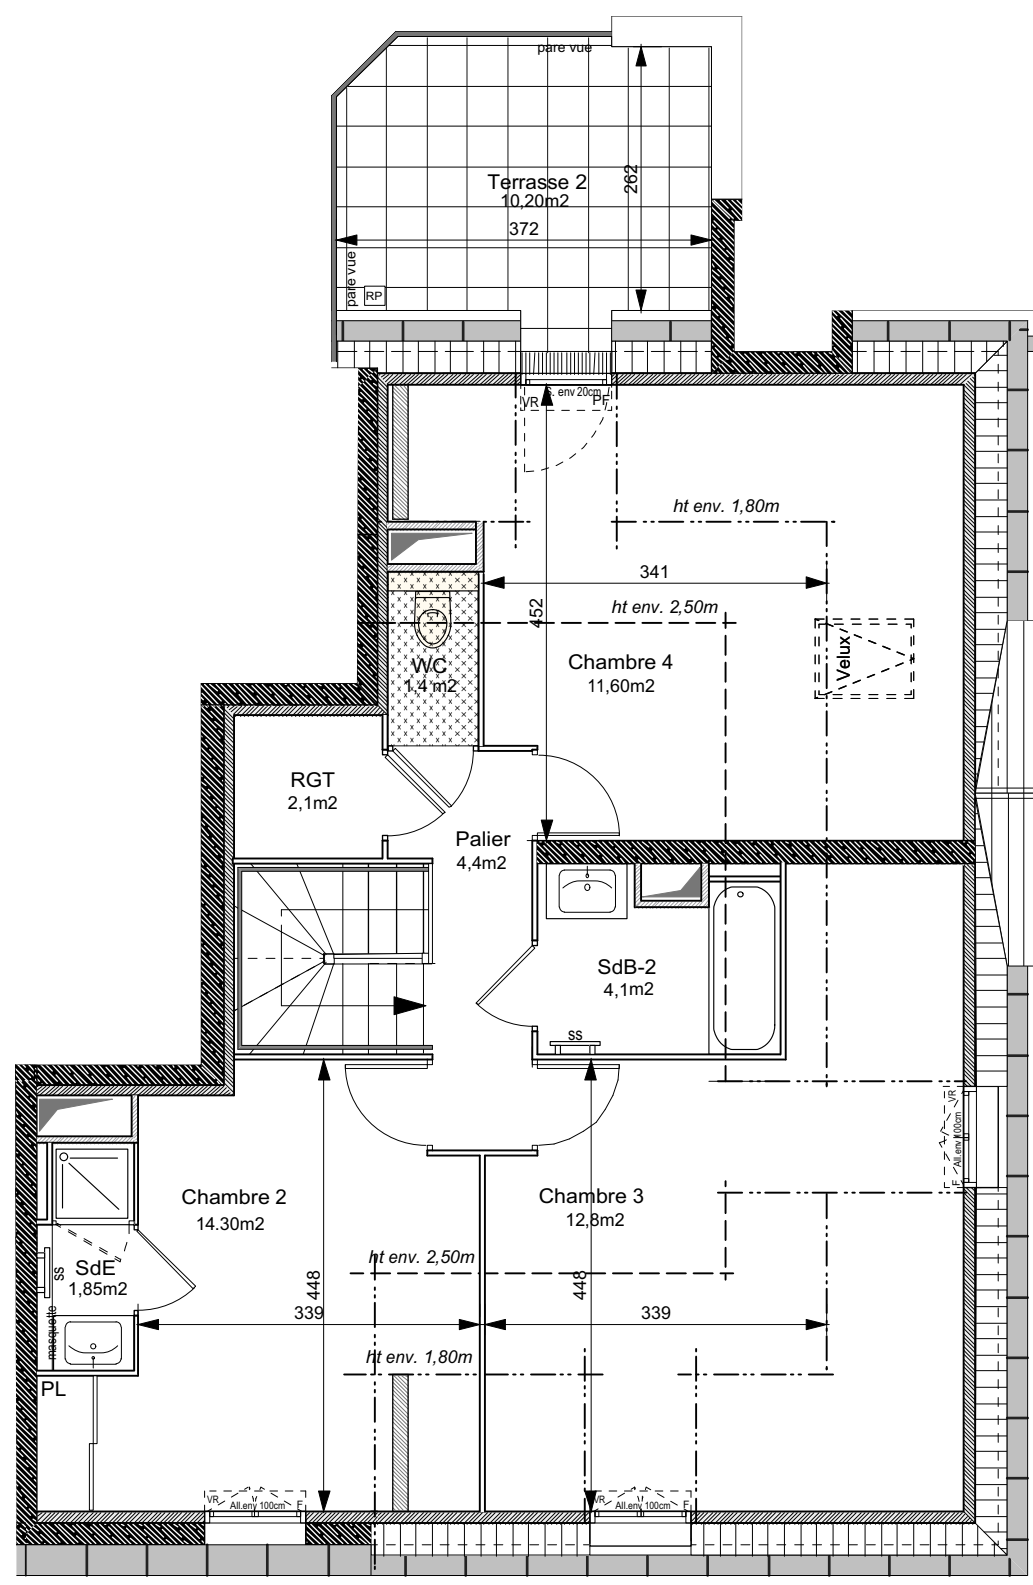 pare vue
Terrasse 2
10,20m2
262
372
pare vue
RP
S. env 20cm
VR
PF
ht env. 1,80m
341
ht env. 2,50m
452
Chambre 4
11,60m2
Velux
WC
1,4 m2
RGT
2,1m2
Palier
4,4m2
SdB-2
4,1m2
SS
VR
All.env 100cm
F
Chambre 2
14.30m2
Chambre 3
12,8m2
SdE
1,85m2
SS
masquette
ht env. 2,50m
448
448
339
339
ht env. 1,80m
PL
VR
All.env 100cm
F
VR
All.env 100cm
F